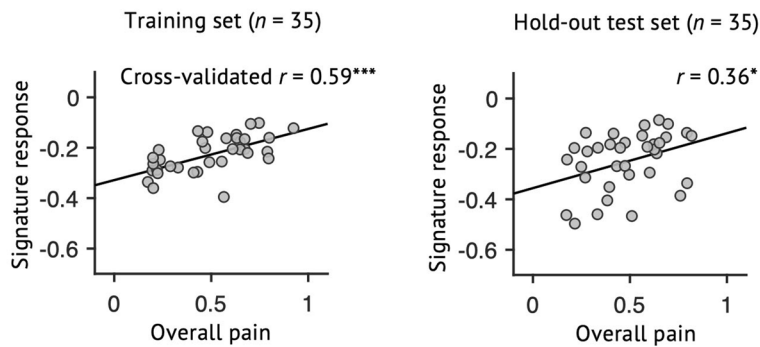 Training set (n = 35)
Cross-validated r = 0.59***
0
-0.2
-0.4
-0.6
Signature response
0
0.5
1
Overall pain
Hold-out test set (n = 35)
r = 0.36*
0
-0.2
-0.4
-0.6
Signature response
0
0.5
1
Overall pain